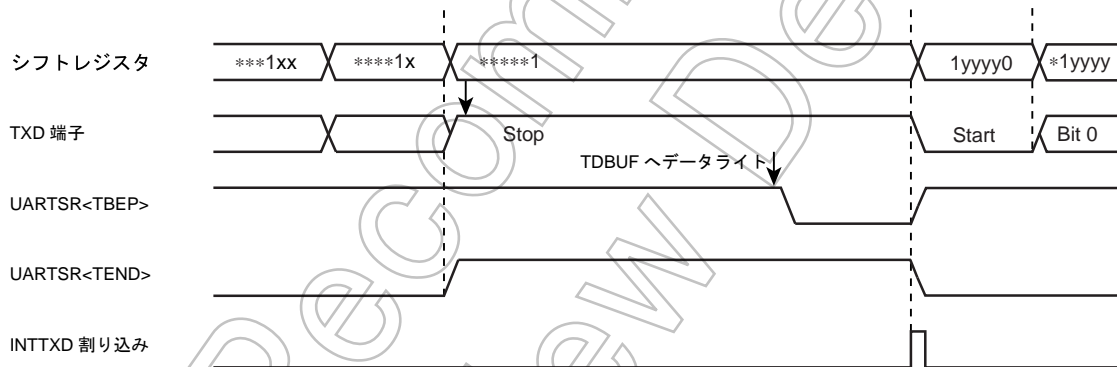 シフトレジスタ ***1xx ****1x *****1 1yyyy0 *1yyyy
TXD 端子 Stop Start Bit 0
TDBUF へデータライト
UARTSR<TBEP>
UARTSR<TEND>
INTTXD 割り込み